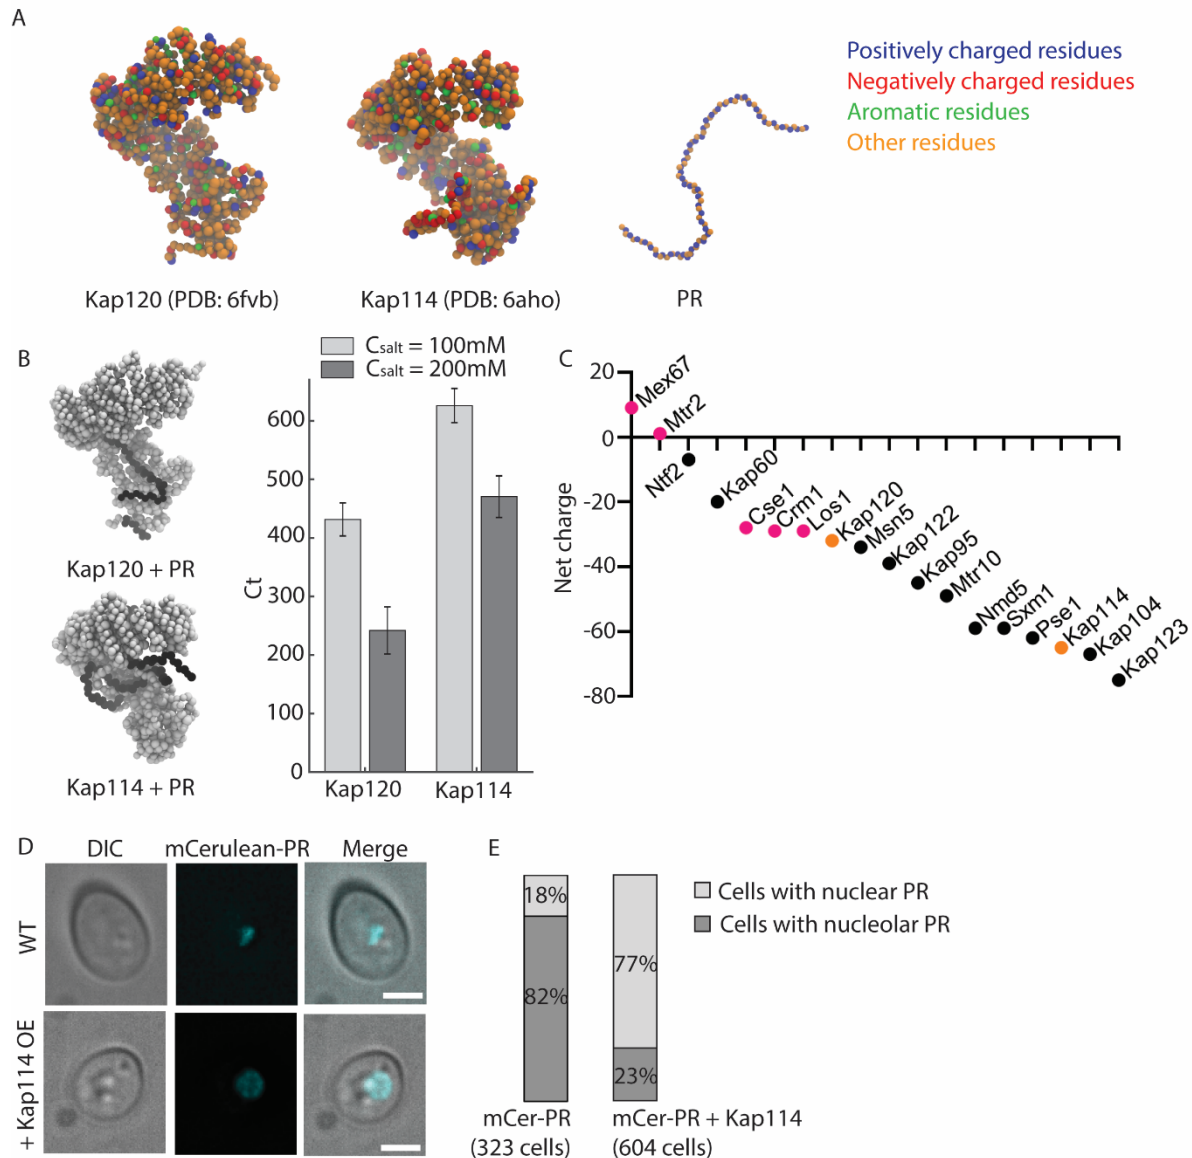 A
Positively charged residues
Negatively charged residues
Aromatic residues
Other residues
Kap120 (PDB: 6fvb)
Kap114 (PDB: 6aho)
PR
B
Kap120 + PR
Kap114 + PR
Csalt = 100mM
Csalt = 200mM
Ct
600
500
400
300
200
100
0
Kap120
Kap114
C
Net charge
20
0
-20
-40
-60
-80
Mex67
Mtr2
Ntf2
Kap60
Cse1
Crm1
Los1
Kap120
Msn5
Kap122
Kap95
Mtr10
Nmd5
Sxm1
Pse1
Kap114
Kap104
Kap123
D
DIC
mCerulean-PR
Merge
WT
+ Kap114 OE
E
18%
82%
77%
23%
Cells with nuclear PR
Cells with nucleolar PR
mCer-PR
(323 cells)
mCer-PR + Kap114
(604 cells)